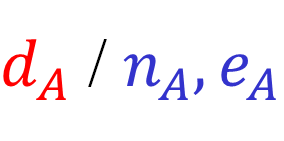 d_A / n_A, e_A